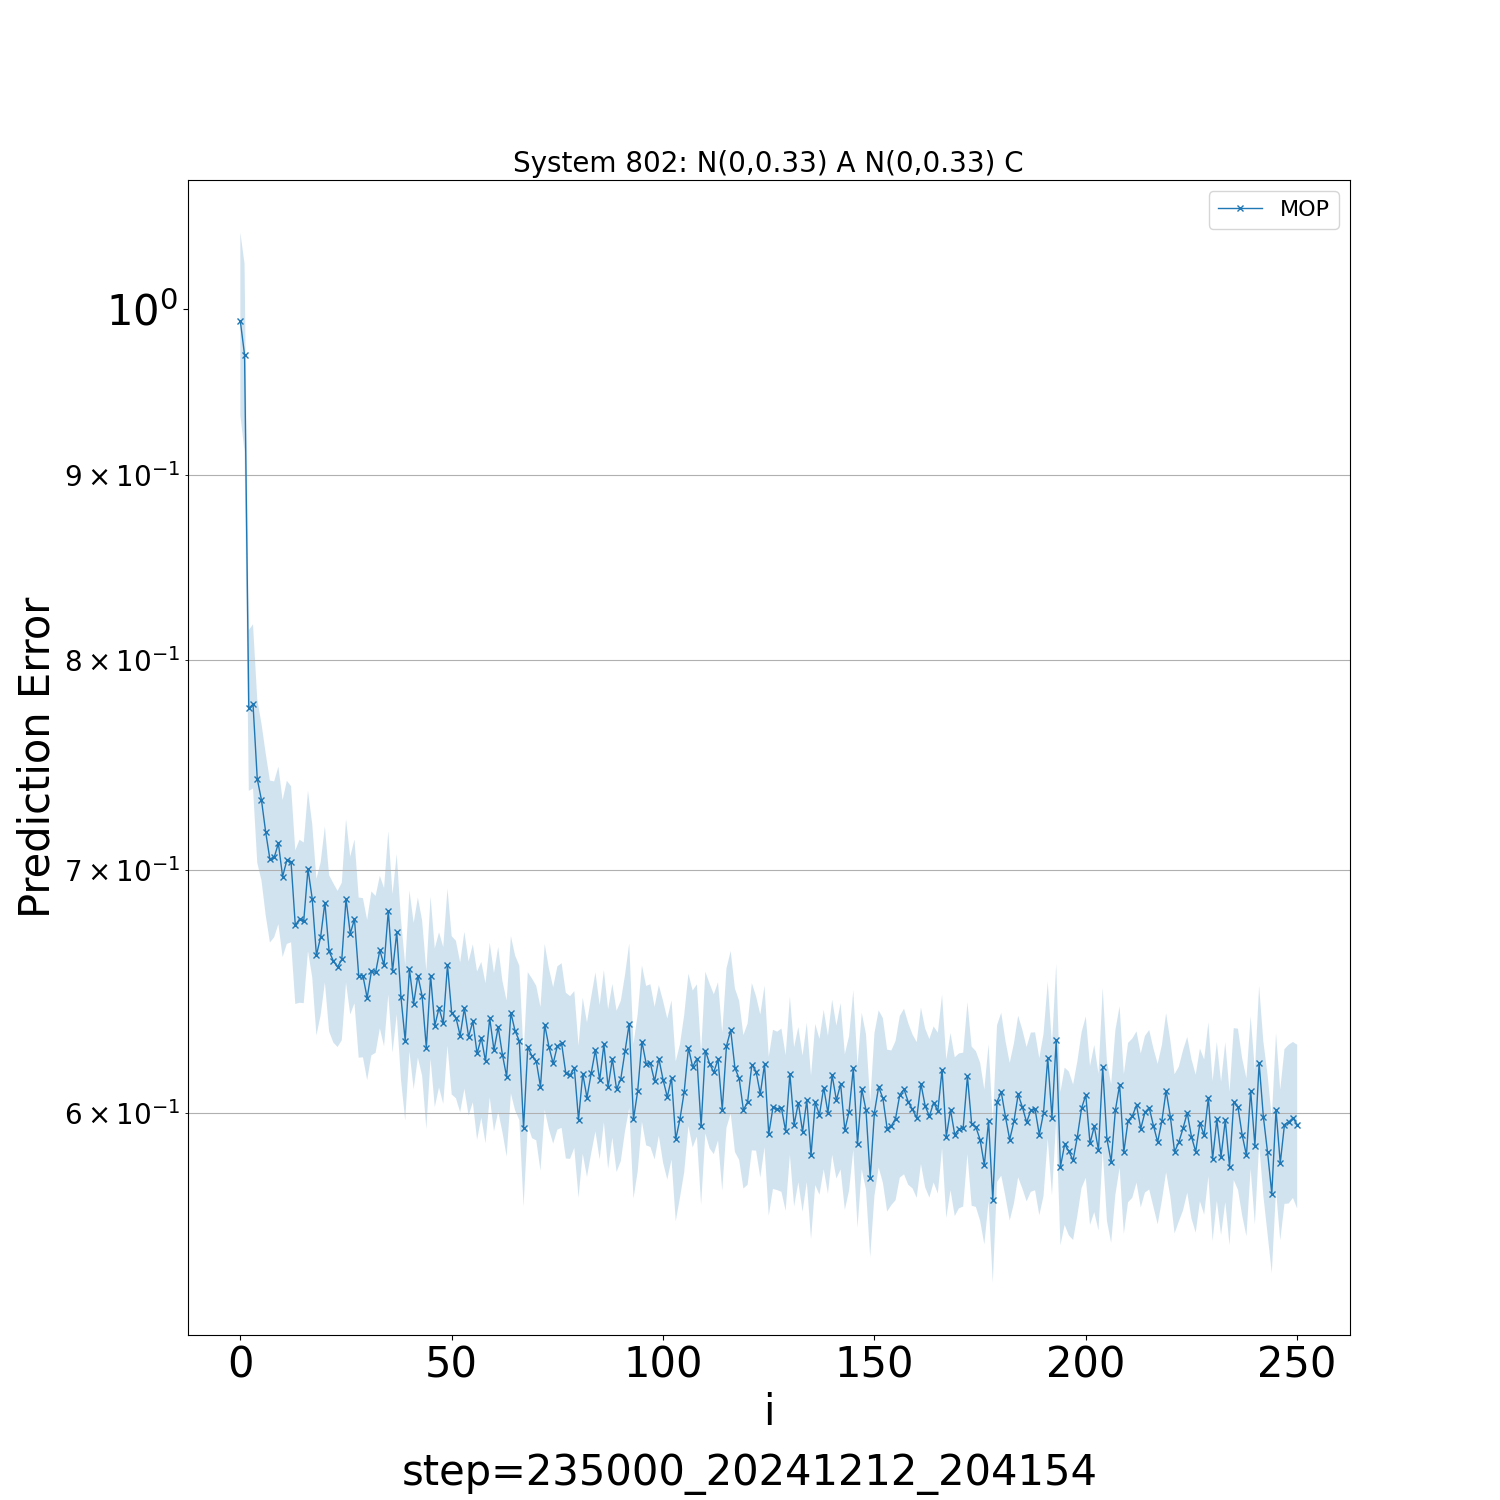 System 802: N(0,0.33) A N(0,0.33) C
MOP
10⁰
9 × 10⁻¹
8 × 10⁻¹
7 × 10⁻¹
6 × 10⁻¹
Prediction Error
0 50 100 150 200 250
i
step=235000_20241212_204154